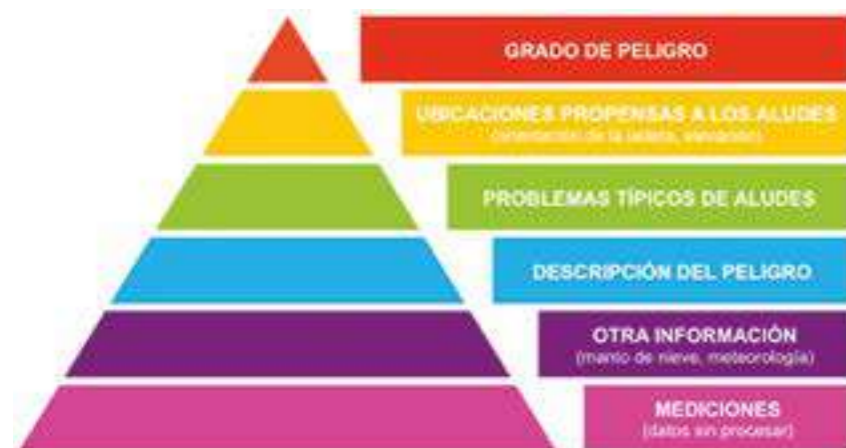 GRADO DE PELIGRO
UBICACIONES PROPENSAS A LOS ALUDES
(orientación de la ladera, elevación)
PROBLEMAS TÍPICOS DE ALUDES
DESCRIPCIÓN DEL PELIGRO
OTRA INFORMACIÓN
(manto de nieve, meteorología)
MEDICIONES
(datos sin procesar)